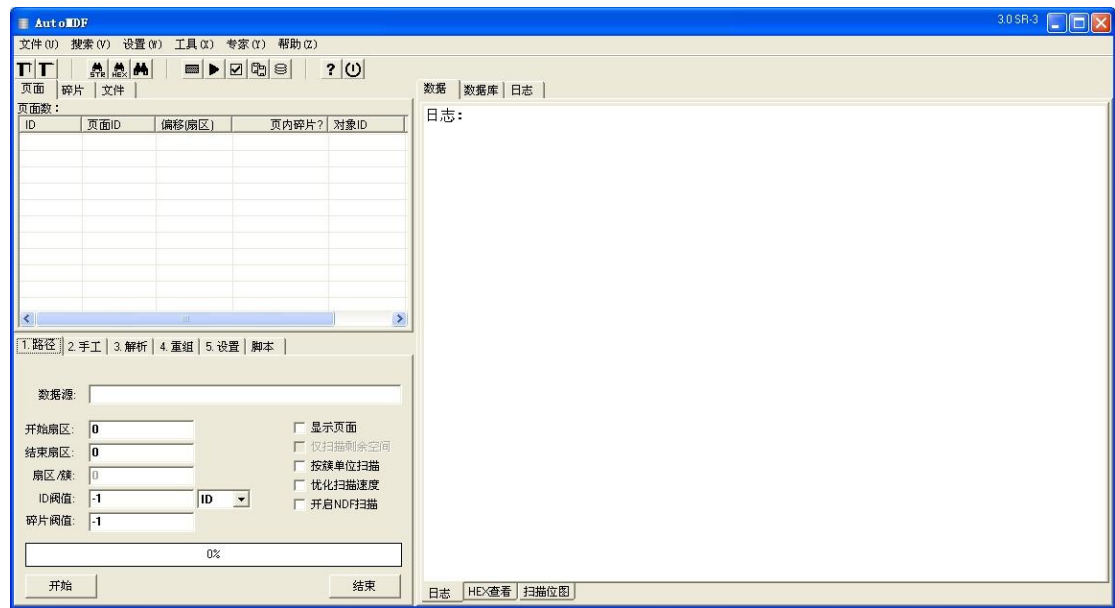 AutoMDF 3.0 SR-3
文件(U) 搜索(V) 设置(W) 工具(X) 专家(Y) 帮助(Z)
STR HEX
页面 碎片 文件
页面数:
ID 页面ID 偏移(扇区) 页内碎片? 对象ID
1.路径 2.手工 3.解析 4.重组 5.设置 脚本
数据源:
开始扇区: 0
结束扇区: 0
扇区/簇: 0
ID阀值: -1 ID
碎片阀值: -1
显示页面
仅扫描剩余空间
按簇单位扫描
优化扫描速度
开启NDF扫描
0%
开始 结束
数据 数据库 日志
日志:
日志 HEX查看 扫描位图